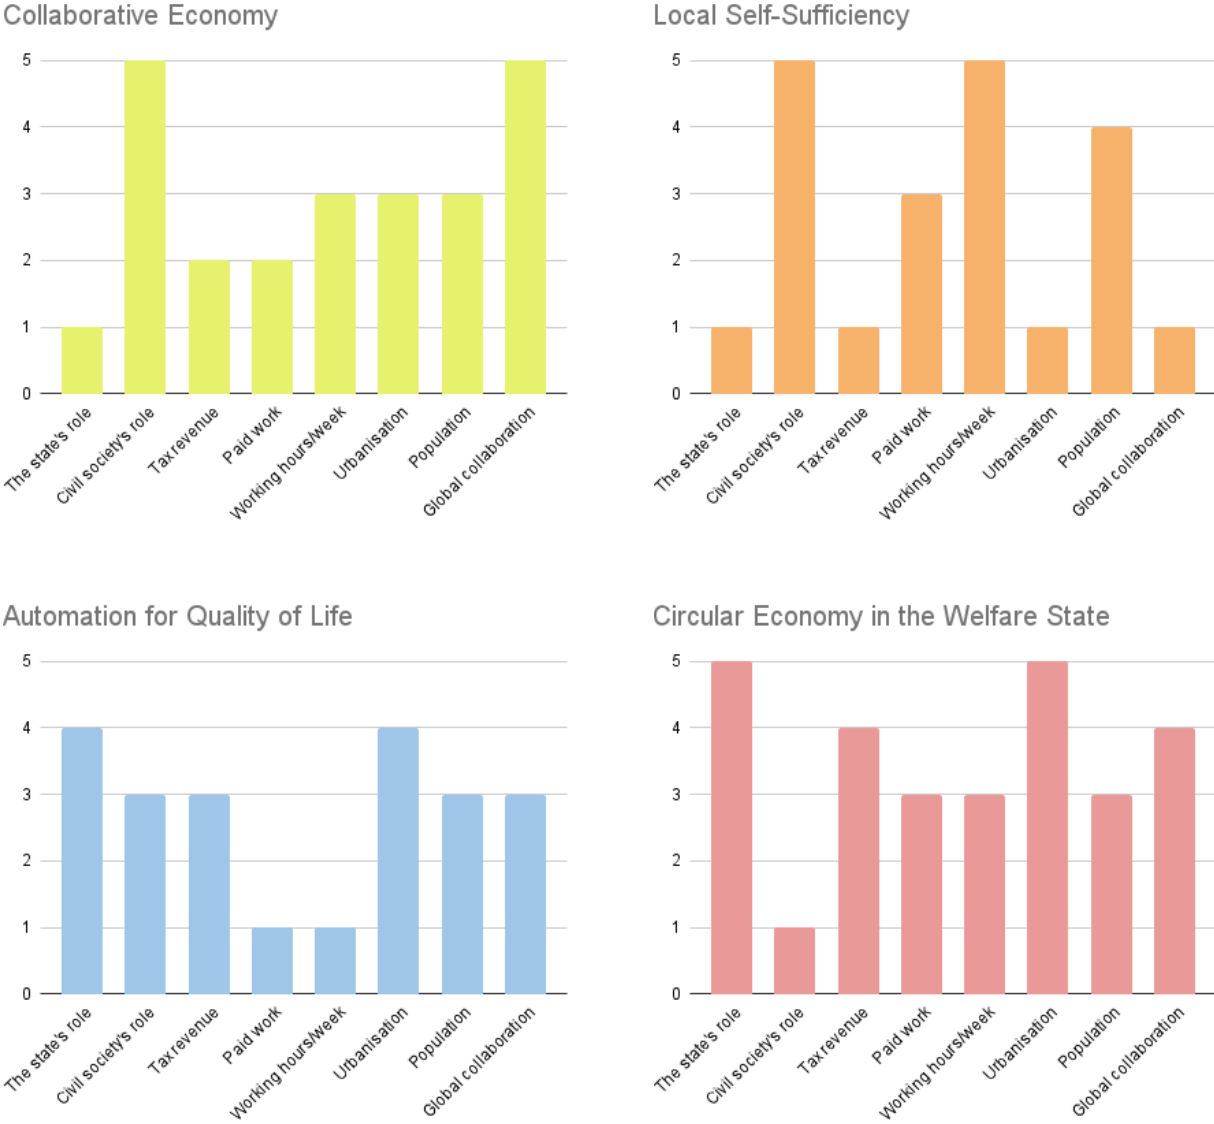 Collaborative Economy
5
4
3
2
1
0
The state's role
Civil society's role
Tax revenue
Paid work
Working hours/week
Urbanisation
Population
Global collaboration
Local Self-Sufficiency
5
4
3
2
1
0
The state's role
Civil society's role
Tax revenue
Paid work
Working hours/week
Urbanisation
Population
Global collaboration
Automation for Quality of Life
5
4
3
2
1
0
The state's role
Civil society's role
Tax revenue
Paid work
Working hours/week
Urbanisation
Population
Global collaboration
Circular Economy in the Welfare State
5
4
3
2
1
0
The state's role
Civil society's role
Tax revenue
Paid work
Working hours/week
Urbanisation
Population
Global collaboration